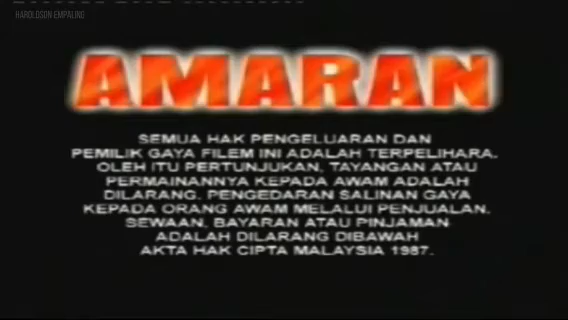 HAROLDSON EMPALING
AMARAN
SEMUA HAK PENGELUARAN DAN
PEMILIK GAYA FILEM INI ADALAH TERPELIHARA.
OLEH ITU PERTUNJUKAN, TAYANGAN ATAU
PERMAINANNYA KEPADA AWAM ADALAH
DILARANG. PENGEDARAN SALINAN GAYA
KEPADA ORANG AWAM MELALUI PENJUALAN.
SEWAAN, BAYARAN ATAU PINJAMAN
ADALAH DILARANG DIBAWAH
AKTA HAK CIPTA MALAYSIA 1987.